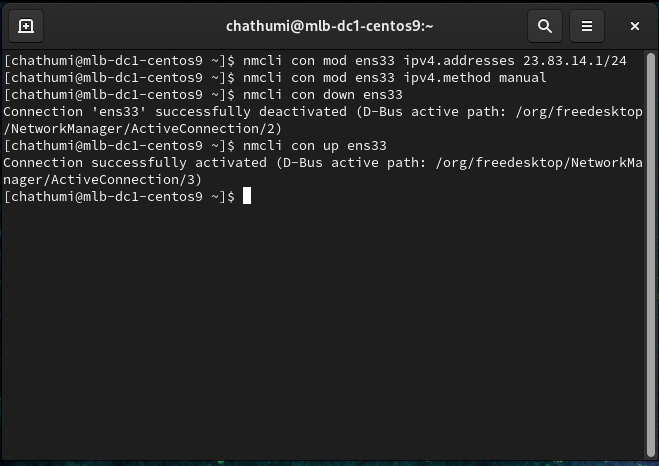 chathumi@mlb-dc1-centos9:~
[chathumi@mlb-dc1-centos9 ~]$ nmcli con mod ens33 ipv4.addresses 23.83.14.1/24
[chathumi@mlb-dc1-centos9 ~]$ nmcli con mod ens33 ipv4.method manual
[chathumi@mlb-dc1-centos9 ~]$ nmcli con down ens33
Connection 'ens33' successfully deactivated (D-Bus active path: /org/freedesktop
/NetworkManager/ActiveConnection/2)
[chathumi@mlb-dc1-centos9 ~]$ nmcli con up ens33
Connection successfully activated (D-Bus active path: /org/freedesktop/NetworkMa
nager/ActiveConnection/3)
[chathumi@mlb-dc1-centos9 ~]$